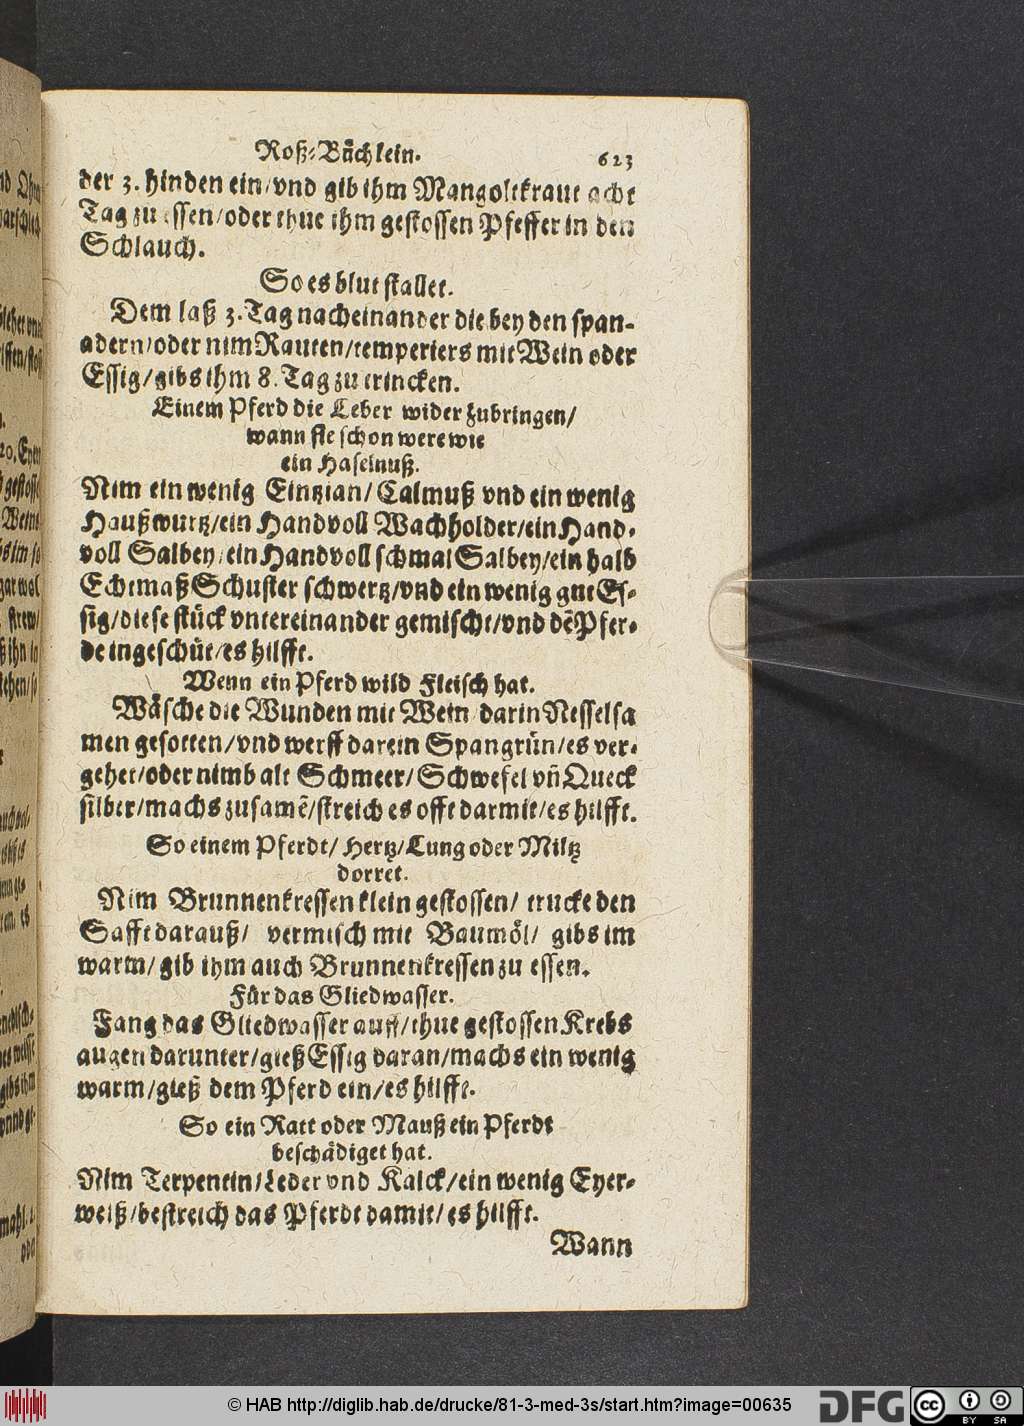 Roß-Büchlein. 623
der 3. hinden ein/vnd gib ihm Mangoltkraut acht
Tag zu essen/oder thue ihm gestossen Pfeffer in den
Schlauch.
So es blut stallet.
Dem laß 3. Tag nacheinander die bey den span-
adern/oder nim Rauten/temperiers mit Wein oder
Essig/gibs ihm 8. Tag zu trincken.
Einem Pferd die Leber wider zubringen/
wann sie schon were wie
ein Haselnuß.
Nim ein wenig Eintzian/ Calmuß vnd ein wenig
Haußwurtz/ein Handvoll Wachholder/ein Hand-
voll Salbey/ein Handvoll schmal Salbey/ein halb
Echtmaß Schuster schwertz/vnd ein wenig gut Es-
sig/diese stück vntereinander gemischt/vnd dẽ Pfer-
de eingeschüt/es hilfft.
Wenn ein Pferd wild Fleisch hat.
Wäsche die Wunden mit Wein/darin Nesselsa
men gesotten/vnd werff darein Spangrün/es ver-
gehet/oder nimb alt Schmeer/Schwefel vñ Queck
silber/machs zusamẽ/streich es offt darmit/es hilfft.
So einem Pferdt/ Hertz/Lung oder Miltz
dorret.
Nim Brunnenkressen klein gestossen/ trucke den
Safft darauß/ vermisch mit Baumöl/ gibs im
warm/gib ihm auch Brunnenkressen zu essen.
Für das Gliedwasser.
Fang das Gliedwasser auff/thue gestossen Krebs
augen darunter/gieß Essig daran/machs ein wenig
warm/gieß dem Pferd ein/es hilfft.
So ein Ratt oder Mauß ein Pferdt
beschädiget hat.
Nim Terpentin/Leder vnd Kalck/ein wenig Eyer-
weiß/bestreich das Pferdt damit/es hilfft.
Wann
© HAB http://diglib.hab.de/drucke/81-3-med-3s/start.htm?image=00635
DFG
cc
BY SA